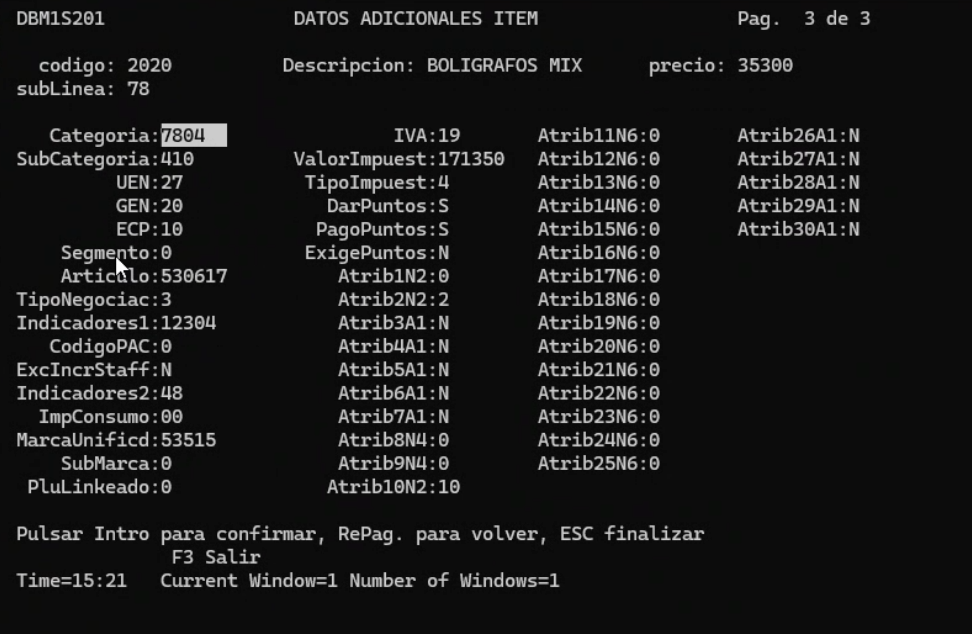 DBM1S201 DATOS ADICIONALES ITEM Pag. 3 de 3
codigo: 2020 Descripcion: BOLIGRAFOS MIX precio: 35300
subLinea: 78
Categoria:7804 IVA:19 Atrib11N6:0 Atrib26A1:N
SubCategoria:410 ValorImpuest:171350 Atrib12N6:0 Atrib27A1:N
UEN:27 TipoImpuest:4 Atrib13N6:0 Atrib28A1:N
GEN:20 DarPuntos:S Atrib14N6:0 Atrib29A1:N
ECP:10 PagoPuntos:S Atrib15N6:0 Atrib30A1:N
Segmento:0 ExigePuntos:N Atrib16N6:0
Articulo:530617 Atrib1N2:0 Atrib17N6:0
TipoNegociac:3 Atrib2N2:2 Atrib18N6:0
Indicadores1:12304 Atrib3A1:N Atrib19N6:0
CodigoPAC:0 Atrib4A1:N Atrib20N6:0
ExcIncrStaff:N Atrib5A1:N Atrib21N6:0
Indicadores2:48 Atrib6A1:N Atrib22N6:0
ImpConsumo:00 Atrib7A1:N Atrib23N6:0
MarcaUnificd:53515 Atrib8N4:0 Atrib24N6:0
SubMarca:0 Atrib9N4:0 Atrib25N6:0
PluLinkeado:0 Atrib10N2:10
Pulsar Intro para confirmar, RePag. para volver, ESC finalizar
F3 Salir
Time=15:21 Current Window=1 Number of Windows=1